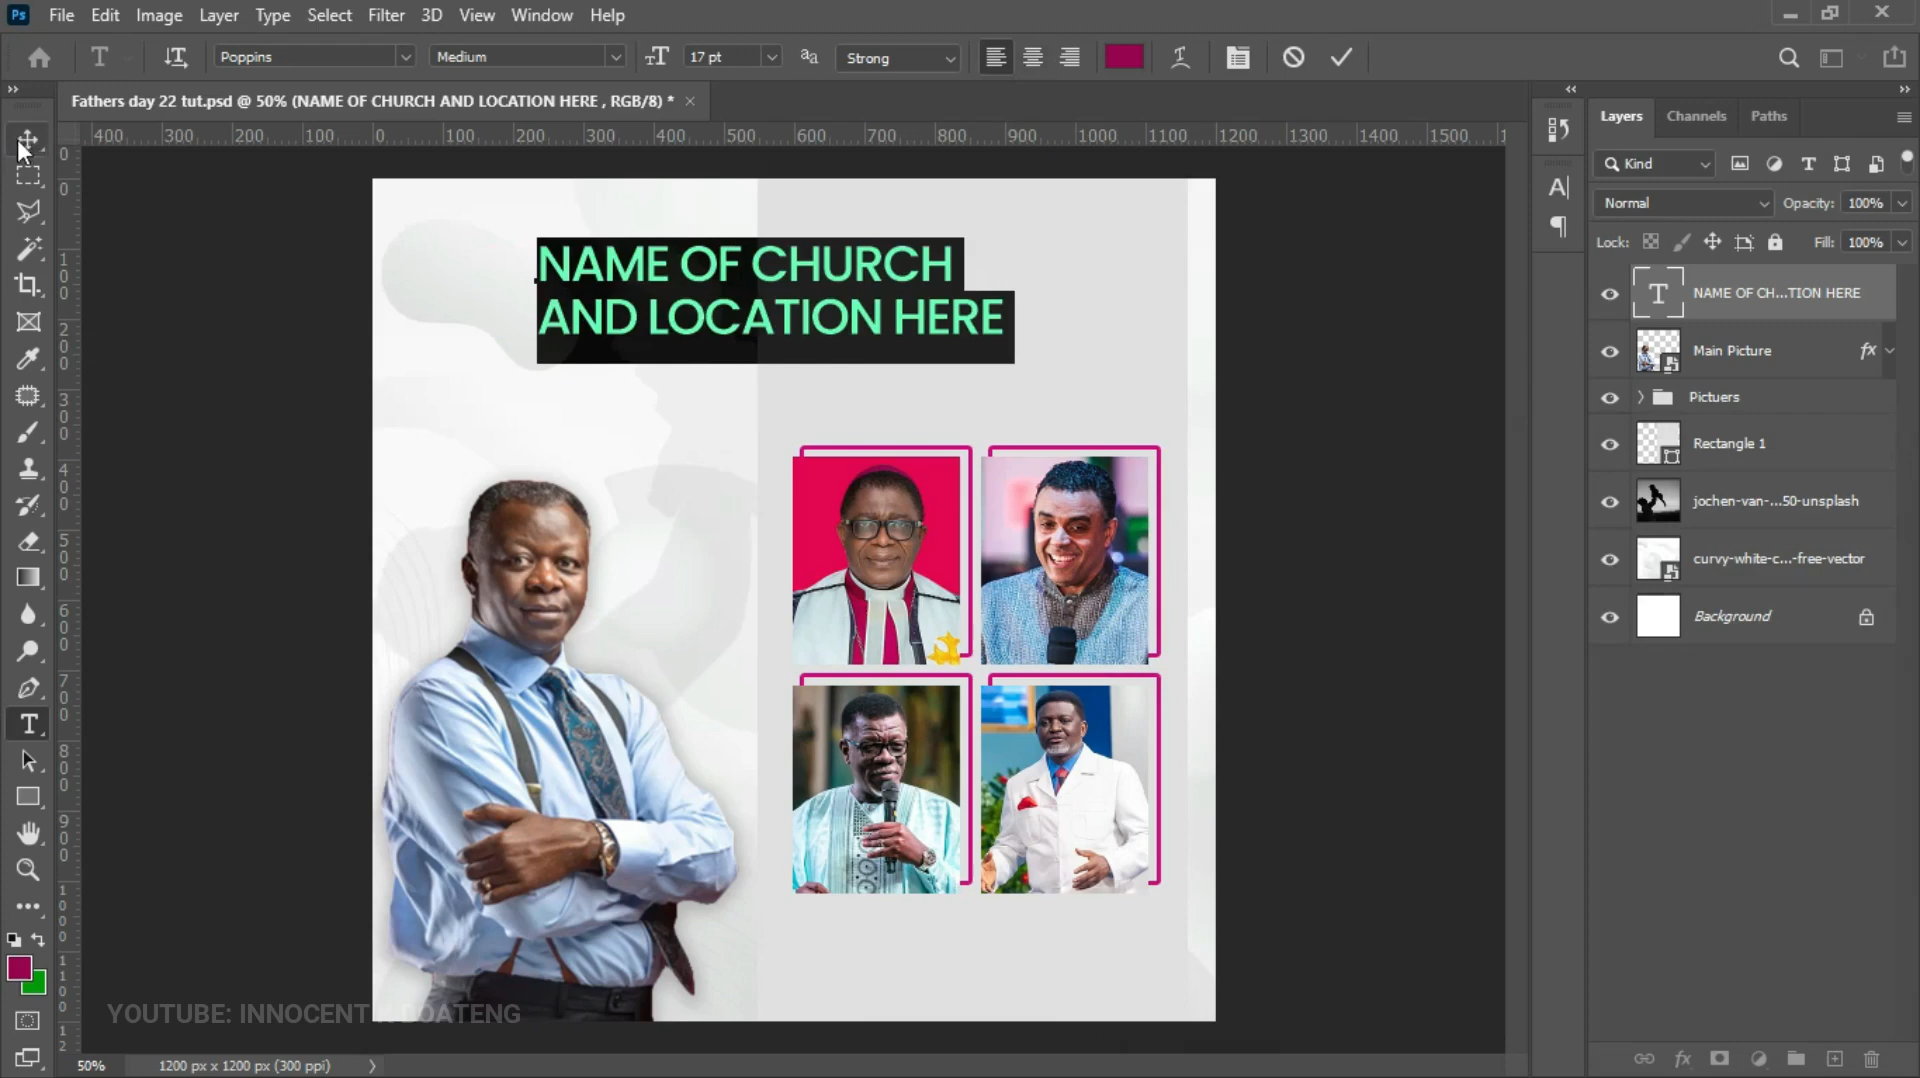 Ps File Edit Image Layer Type Select Filter 3D View Window Help
Poppins Medium 17 pt Strong
Fathers day 22 tut.psd @ 50% (NAME OF CHURCH AND LOCATION HERE , RGB/8) *
400 300 200 100 0 100 200 300 400 500 600 700 800 900 1000 1100 1200 1300 1400 1500
Layers Channels Paths
Kind
Normal Opacity: 100%
Lock: Fill: 100%
NAME OF CH...TION HERE
Main Picture fx
Pictuers
Rectangle 1
jochen-van-...50-unsplash
curvy-white-c...-free-vector
Background
NAME OF CHURCH
AND LOCATION HERE
50% 1200 px x 1200 px (300 ppi)